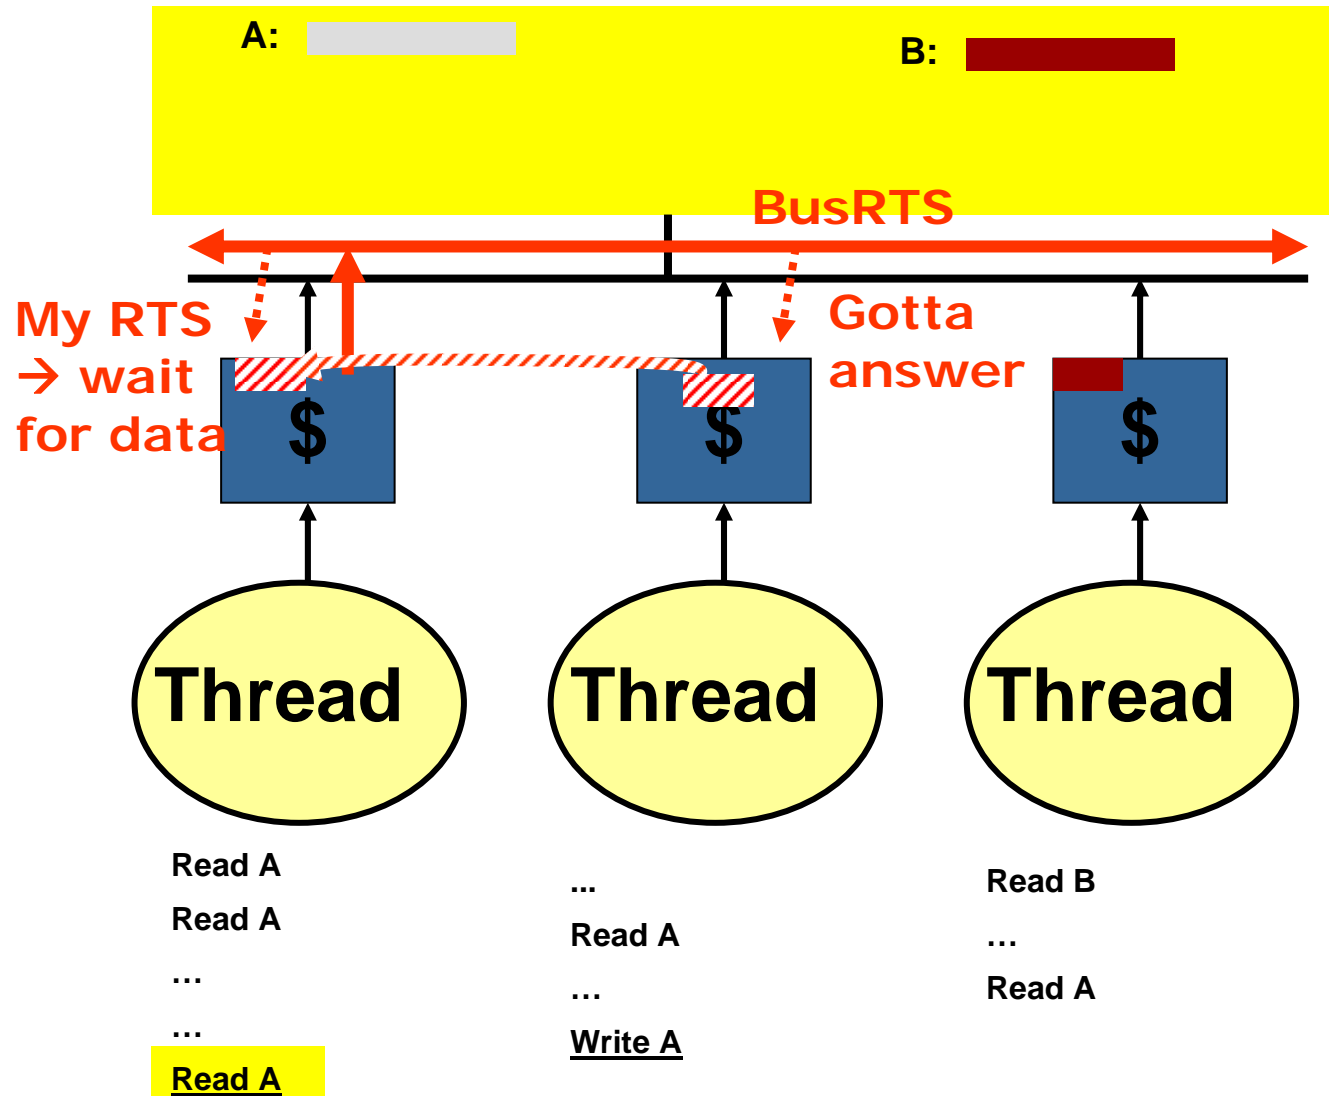 A:
B:
BusRTS
My RTS
→ wait
for data
Gotta
answer
$
$
$
Thread
Thread
Thread
Read A
Read A
…
…
Read A
...
Read A
…
Write A
Read B
…
Read A